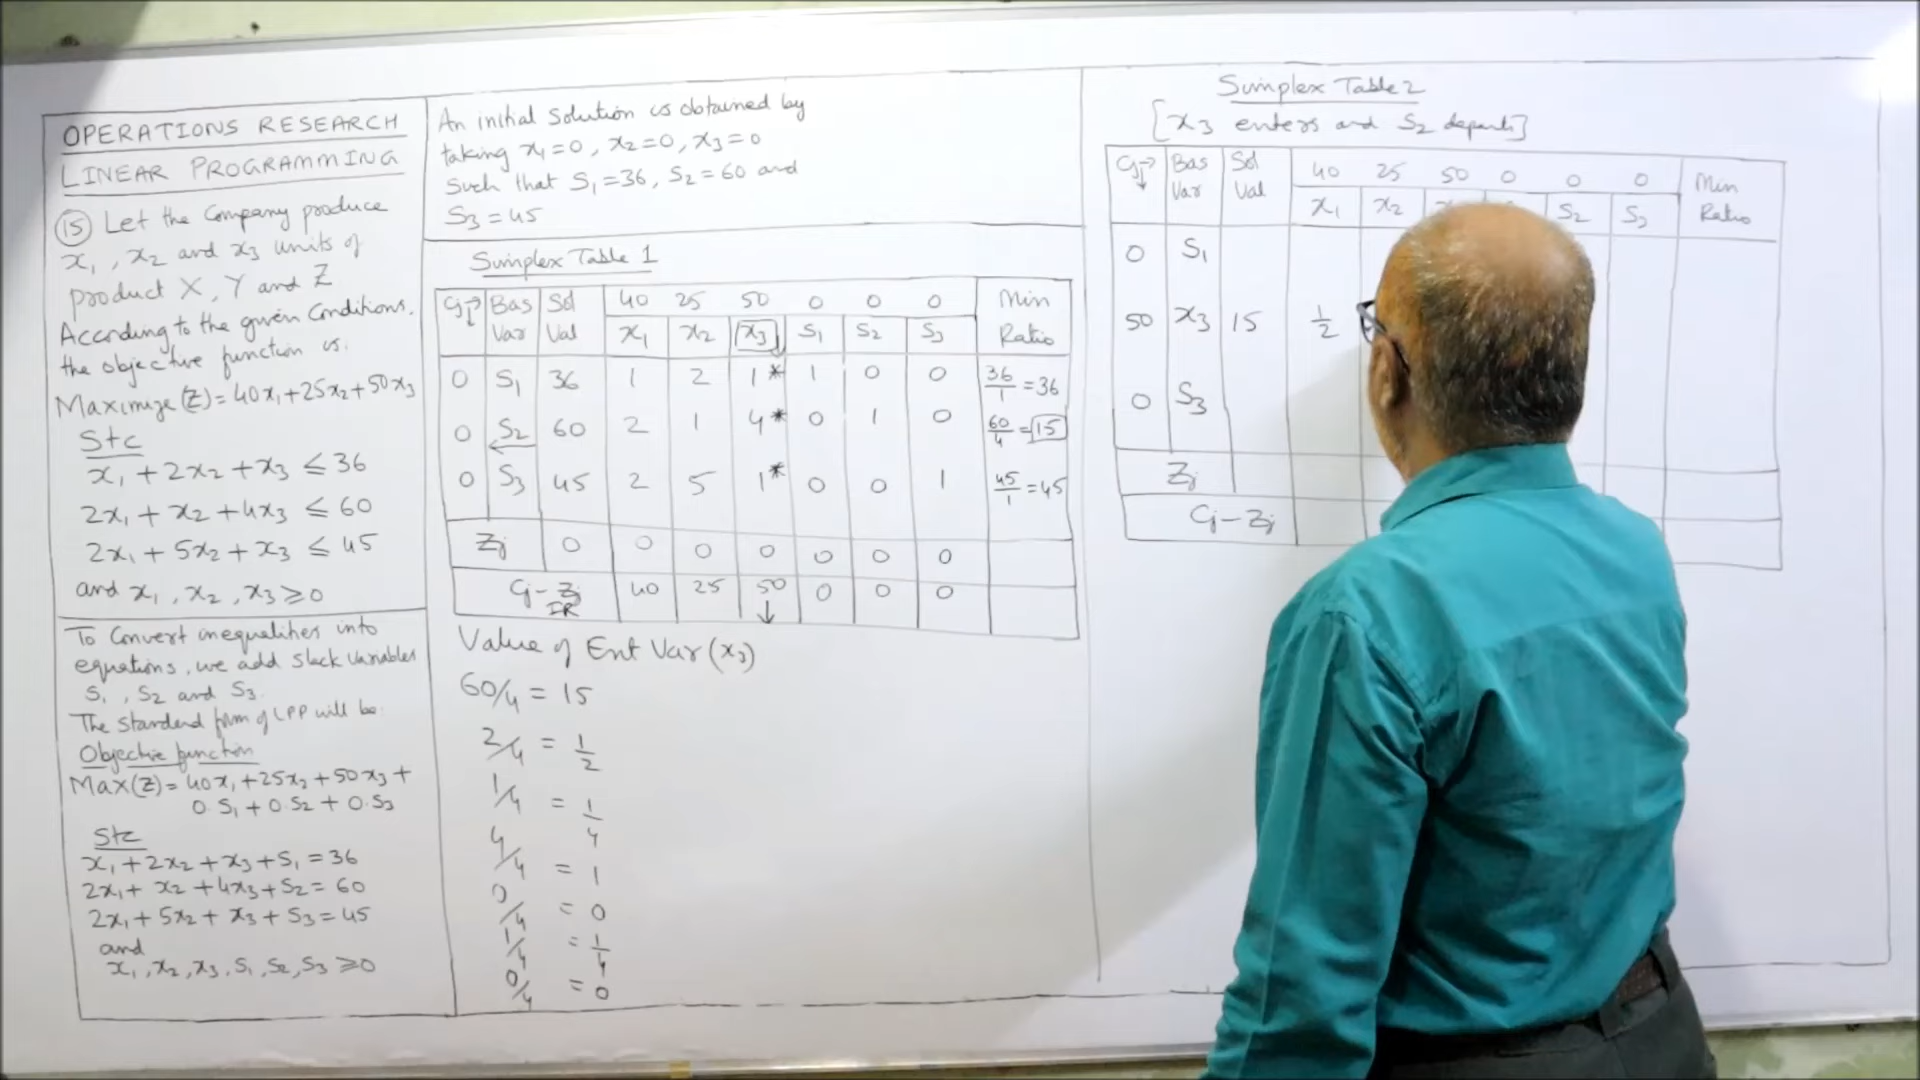 OPERATIONS RESEARCH
LINEAR PROGRAMMING
(15) Let the Company produce
x₁, x₂ and x₃ units of
product X, Y and Z
According to the given Conditions,
the objective function is:
Maximize (Z) = 40x₁+25x₂+50x₃
Stc
x₁ + 2x₂ + x₃ ≤ 36
2x₁ + x₂ + 4x₃ ≤ 60
2x₁ + 5x₂ + x₃ ≤ 45
and x₁, x₂, x₃ ≥ 0
To Convert inequalities into
equations, we add slack variables
S₁, S₂ and S₃.
The Standard form of LPP will be:
Objective function
Max(Z) = 40x₁+25x₂+50x₃+
0.S₁+0.S₂+0.S₃
Stc
x₁+2x₂+x₃+S₁ = 36
2x₁+x₂+4x₃+S₂ = 60
2x₁+5x₂+x₃+S₃ = 45
and
x₁, x₂, x₃, S₁, S₂, S₃ ≥ 0
An initial Solution is obtained by
taking x₁=0, x₂=0, x₃=0
Such that S₁=36, S₂=60 and
S₃=45
Simplex Table 1
Cj→↓ Bas Var Sol Val 40 25 50 0 0 0 Min Ratio
x₁ x₂ x₃ S₁ S₂ S₃
0 S₁ 36 1 2 1* 1 0 0 36/1 = 36
0 S₂ 60 2 1 4* 0 1 0 60/4 = 15
0 S₃ 45 2 5 1* 0 0 1 45/1 = 45
Zj 0 0 0 0 0 0 0
Cj - Zj 40 25 50 0 0 0
IR ↓
Value of Ent Var (x₃)
60/4 = 15
2/4 = 1/2
1/4 = 1/4
4/4 = 1
0/4 = 0
1/4 = 1/4
0/4 = 0
Simplex Table 2
[x₃ enters and S₂ departs]
Cj→↓ Bas Var Sol Val 40 25 50 0 0 0 Min Ratio
x₁ x₂ S₂ S₃
0 S₁
50 x₃ 15 1/2
0 S₃
Zj
Cj - Zj